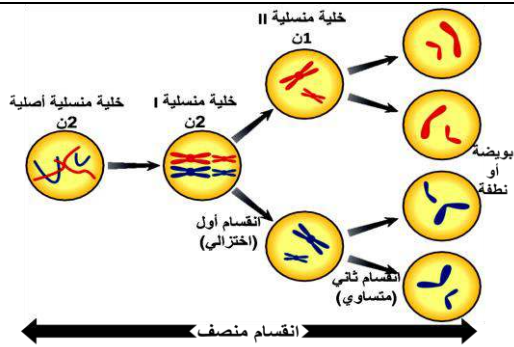 خلية منسلية أصلية
2ن
خلية منسلية I
2ن
خلية منسلية II
1ن
انقسام أول
(اختزالي)
انقسام ثاني
(متساوي)
بويضة
أو
نطفة
انقسام منصف